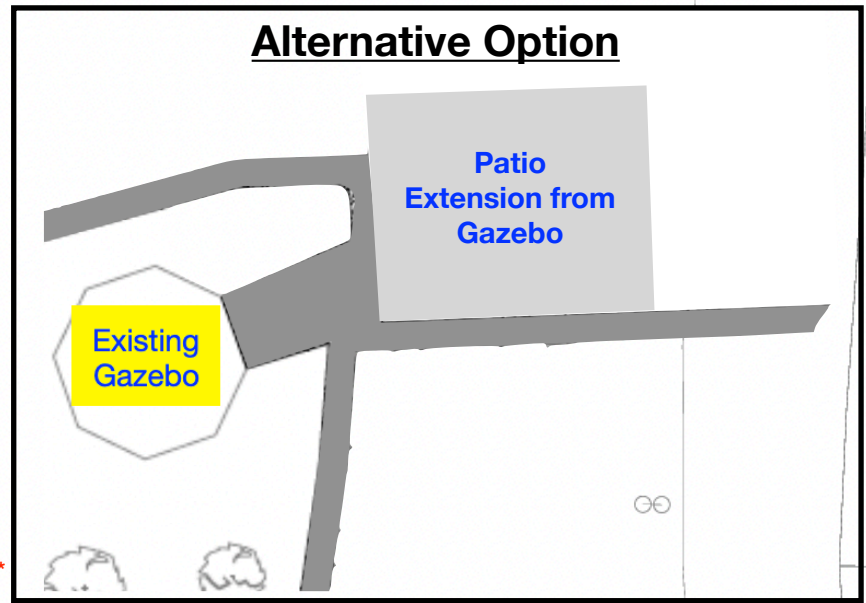 Alternative Option
Patio
Extension from
Gazebo
Existing
Gazebo
*